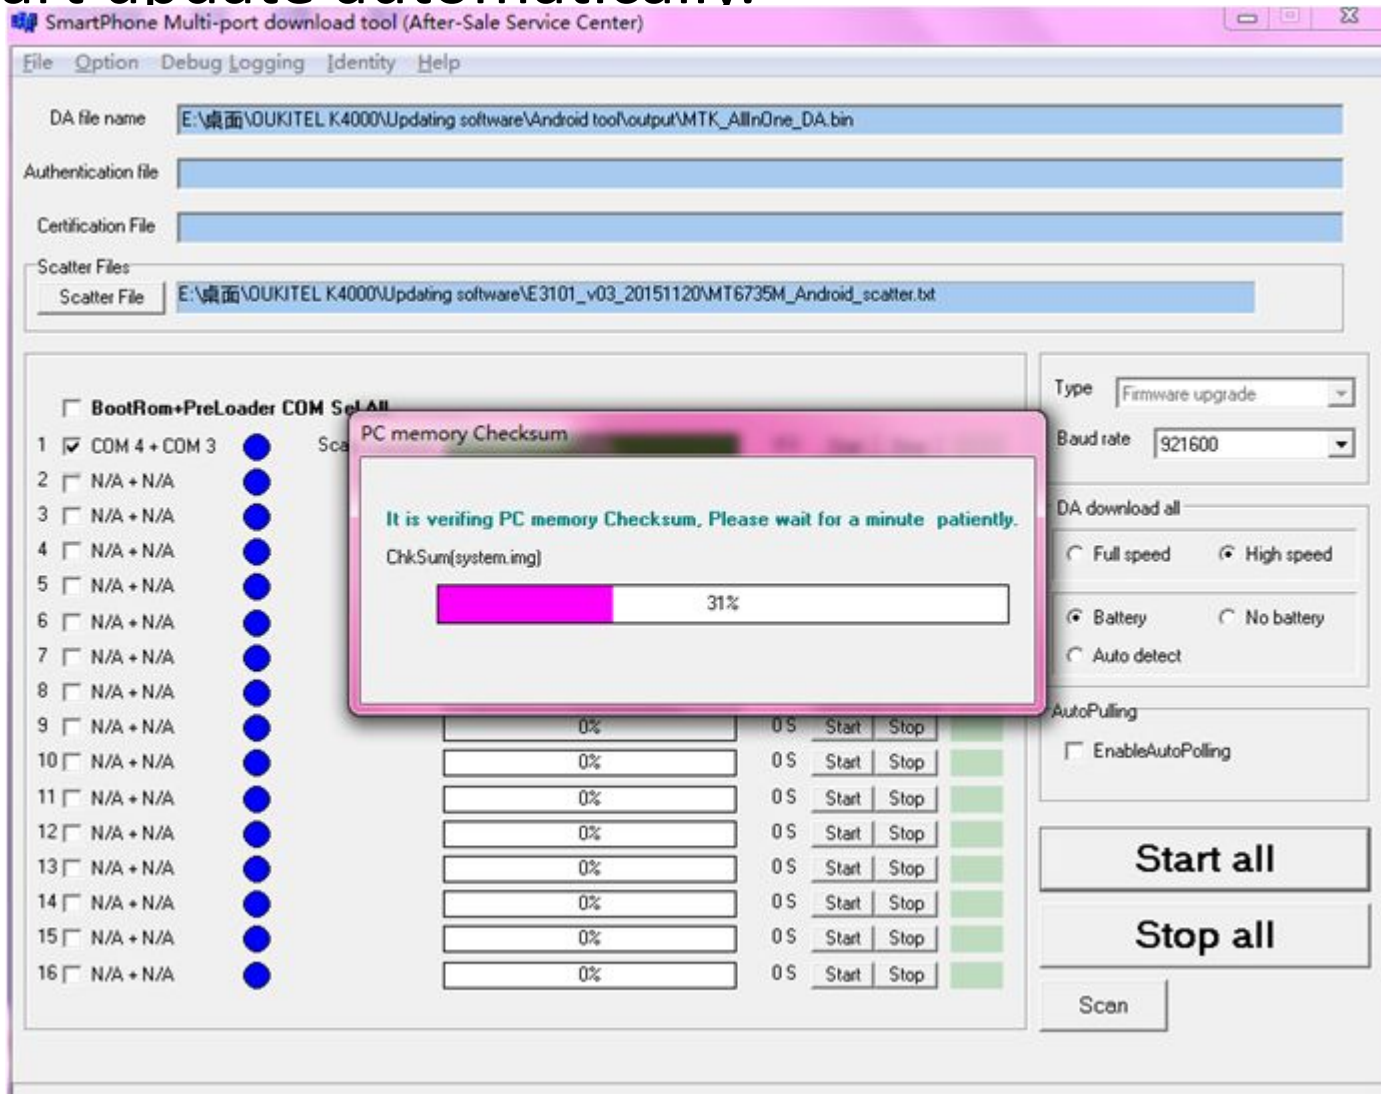 art update automatically.
SmartPhone Multi-port download tool (After-Sale Service Center)
File Option Debug Logging Identity Help
DA file name E:\桌面\OUKITEL K4000\Updating software\Android tool\output\MTK_AllInOne_DA.bin
Authentication file
Certification File
Scatter Files
Scatter File E:\桌面\OUKITEL K4000\Updating software\E3101_v03_20151120\MT6735M_Android_scatter.txt
BootRom+PreLoader COM Sel All
Type Firmware upgrade
Baud rate 921600
1 COM 4 + COM 3 Sca
2 N/A + N/A
3 N/A + N/A
4 N/A + N/A
5 N/A + N/A
6 N/A + N/A
7 N/A + N/A
8 N/A + N/A
PC memory Checksum
It is verifing PC memory Checksum, Please wait for a minute patiently.
ChkSum(system.img)
31%
9 N/A + N/A 0% 0 S Start Stop
10 N/A + N/A 0% 0 S Start Stop
11 N/A + N/A 0% 0 S Start Stop
12 N/A + N/A 0% 0 S Start Stop
13 N/A + N/A 0% 0 S Start Stop
14 N/A + N/A 0% 0 S Start Stop
15 N/A + N/A 0% 0 S Start Stop
16 N/A + N/A 0% 0 S Start Stop
DA download all
Full speed High speed
Battery No battery
Auto detect
AutoPulling
EnableAutoPolling
Start all
Stop all
Scan